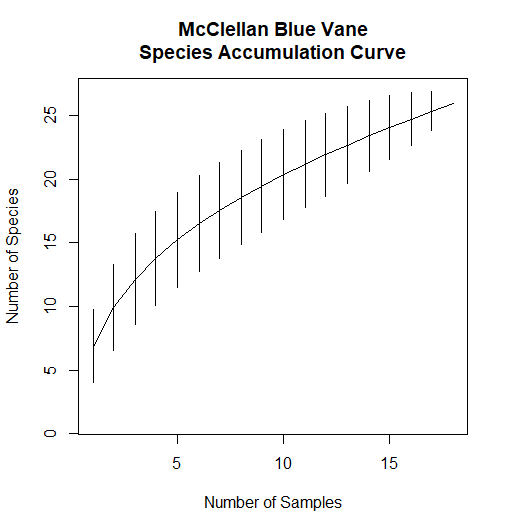 McClellan Blue Vane
Species Accumulation Curve
Number of Species
25
20
15
10
5
0
5
10
15
Number of Samples